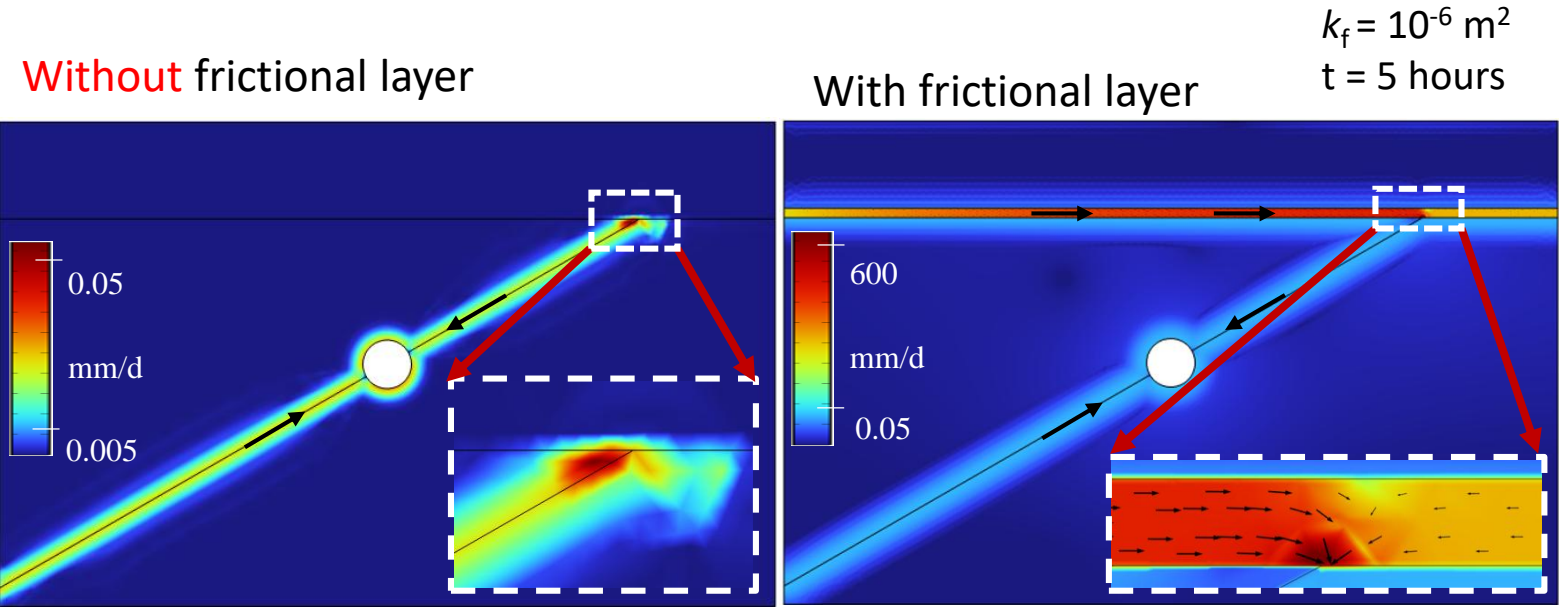 Without frictional layer
With frictional layer
k_f = 10⁻⁶ m²
t = 5 hours
0.05
mm/d
0.005
600
mm/d
0.05